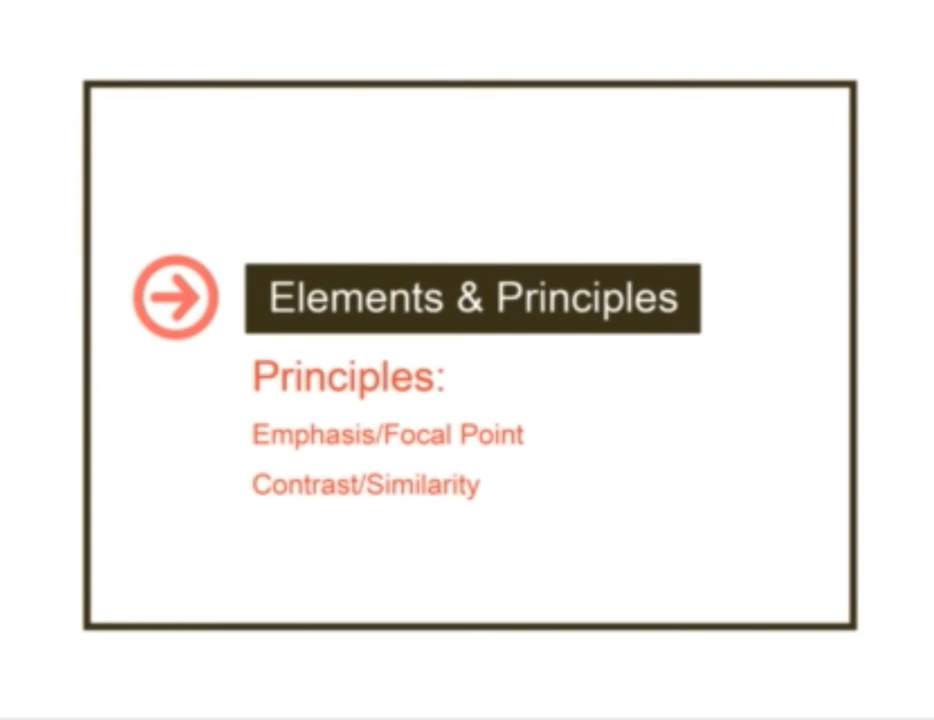 Elements & Principles
Principles:
Emphasis/Focal Point
Contrast/Similarity